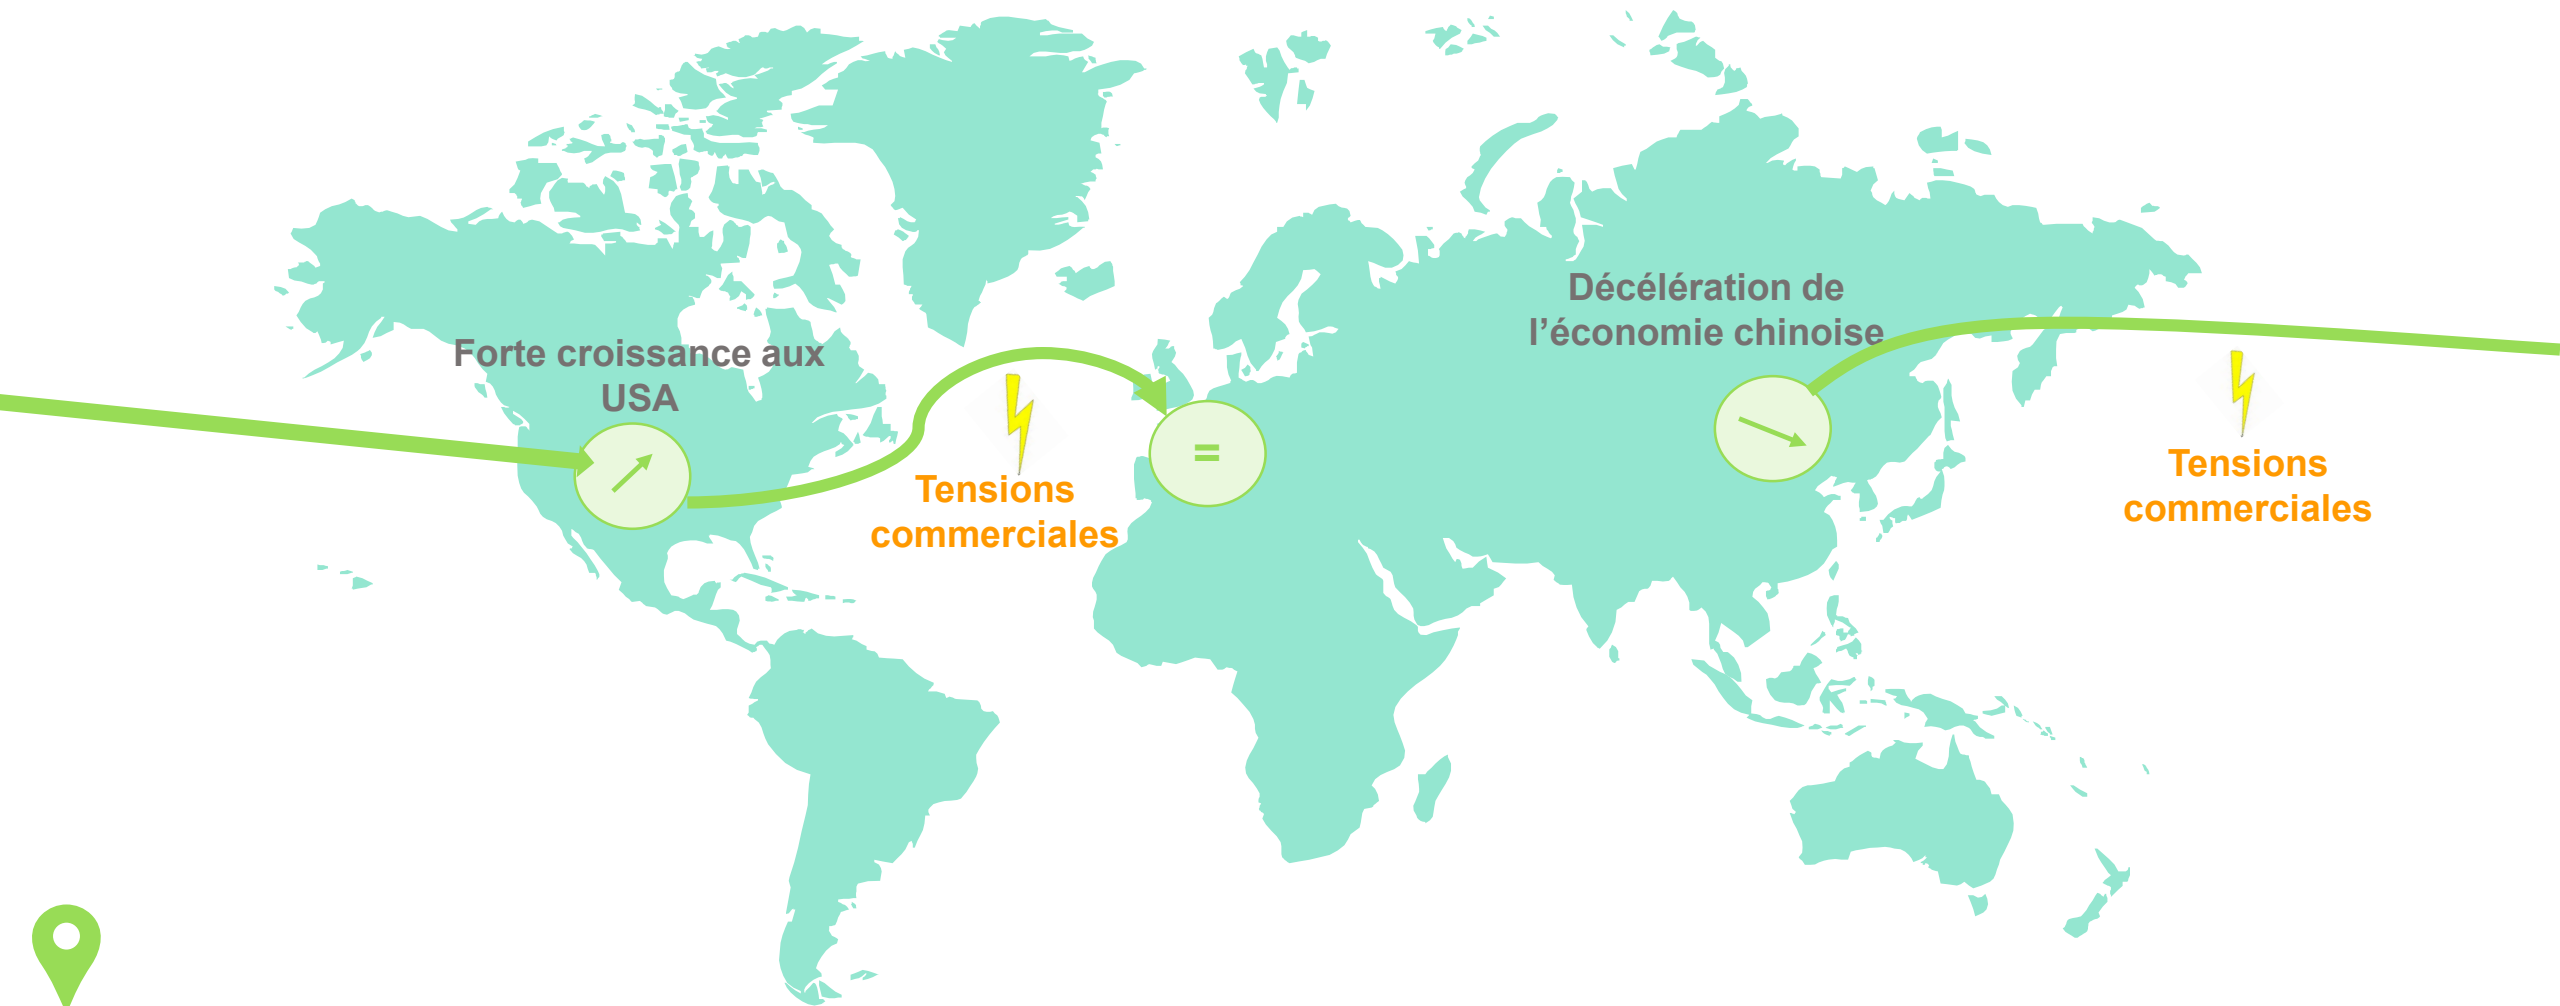 Forte croissance aux
USA
Tensions
commerciales
=
Décélération de
l’économie chinoise
Tensions
commerciales